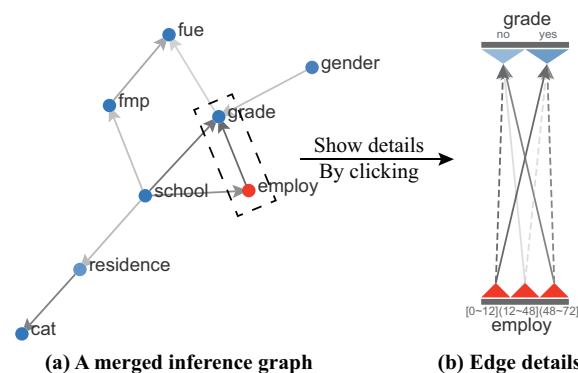 fue
gender
fmp
grade
school
employ
residence
cat
Show details
By clicking
grade
no yes
[0~12](12~48](48~72]
employ
(a) A merged inference graph
(b) Edge details